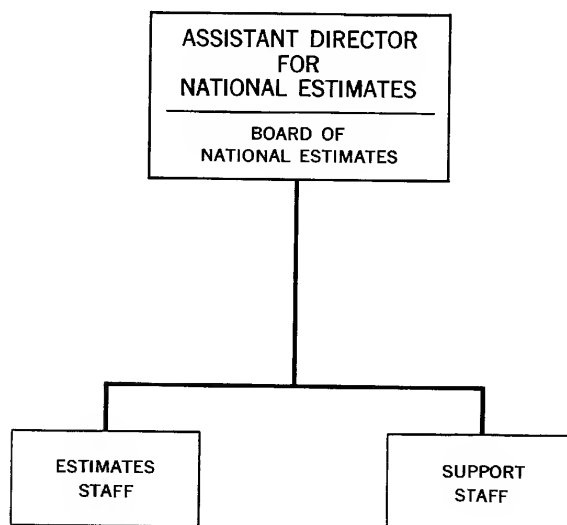 ASSISTANT DIRECTOR
FOR
NATIONAL ESTIMATES
BOARD OF
NATIONAL ESTIMATES
ESTIMATES
STAFF
SUPPORT
STAFF